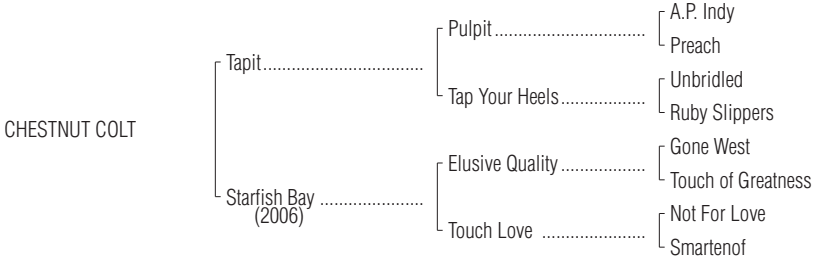 A.P. Indy
Pulpit................................
Preach
Tapit..................................
Unbridled
Tap Your Heels..................
Ruby Slippers
CHESTNUT COLT
Gone West
Elusive Quality ..................
Touch of Greatness
Starfish Bay ......................
(2006)
Not For Love
Touch Love ......................
Smartenof